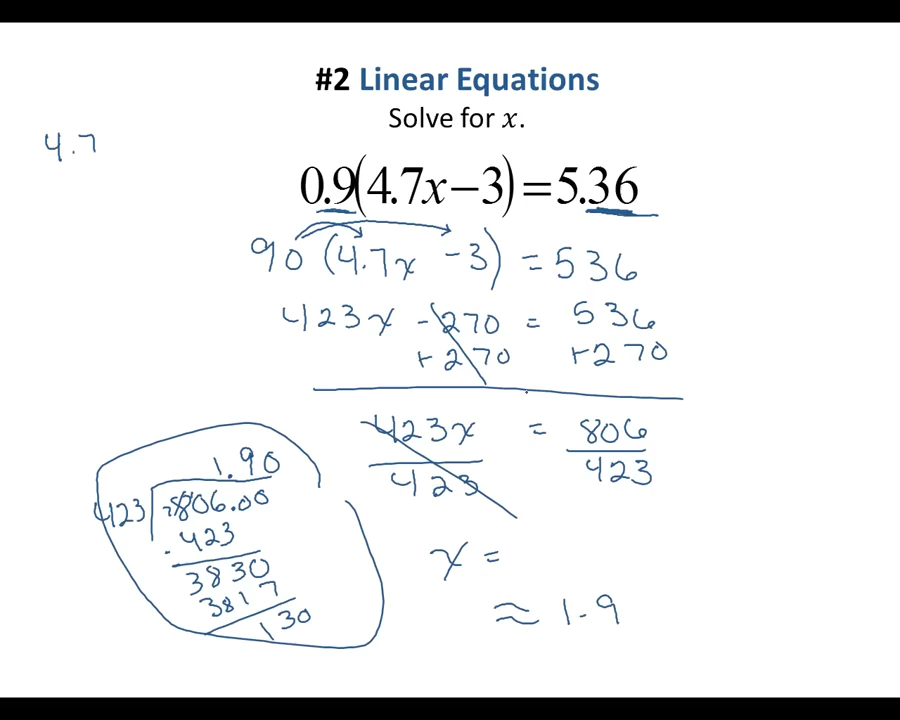 #2 Linear Equations
Solve for x.
4.7
0.9(4.7x−3)=5.36
90 (4.7x -3) = 536
423x -270 = 536
+270 +270
423x = 806
423 423
1.90
423 806.00
- 423
3830
3817
130
x =
≈ 1.9